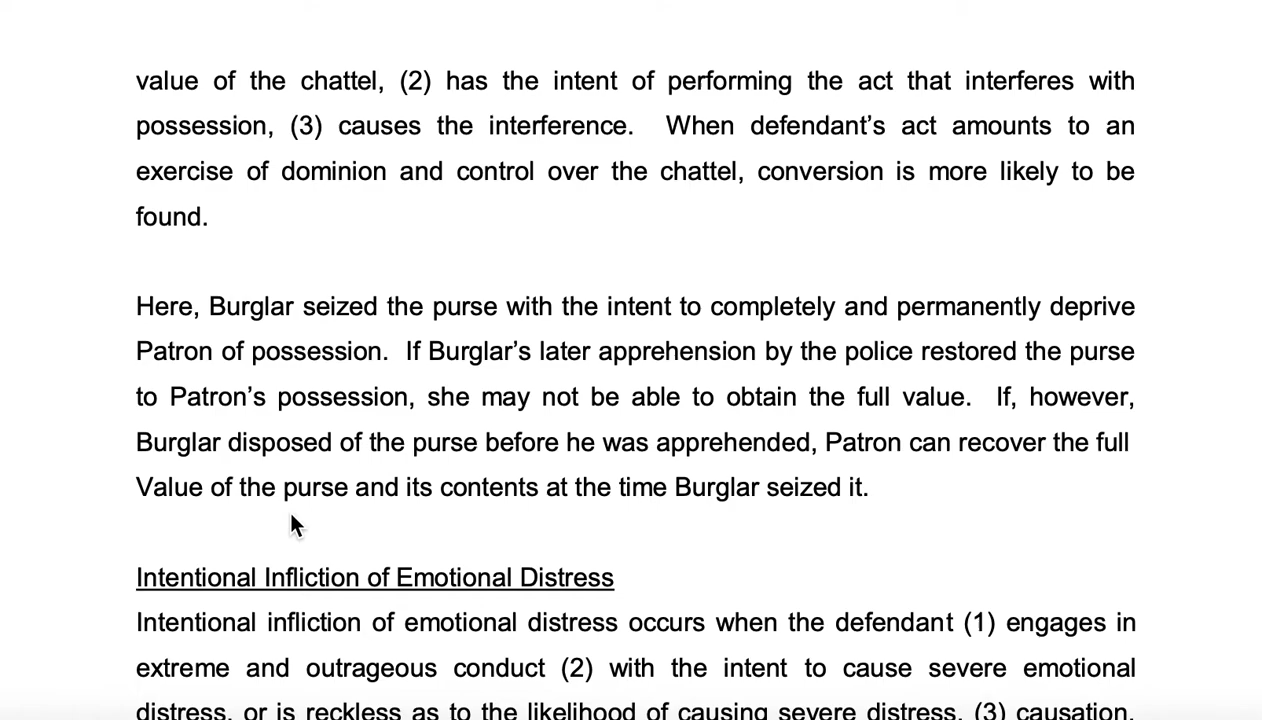 value of the chattel, (2) has the intent of performing the act that interferes with
possession, (3) causes the interference.  When defendant's act amounts to an
exercise of dominion and control over the chattel, conversion is more likely to be
found.
Here, Burglar seized the purse with the intent to completely and permanently deprive
Patron of possession.  If Burglar's later apprehension by the police restored the purse
to Patron's possession, she may not be able to obtain the full value.  If, however,
Burglar disposed of the purse before he was apprehended, Patron can recover the full
Value of the purse and its contents at the time Burglar seized it.
Intentional Infliction of Emotional Distress
Intentional infliction of emotional distress occurs when the defendant (1) engages in
extreme and outrageous conduct (2) with the intent to cause severe emotional
distress, or is reckless as to the likelihood of causing severe distress, (3) causation,